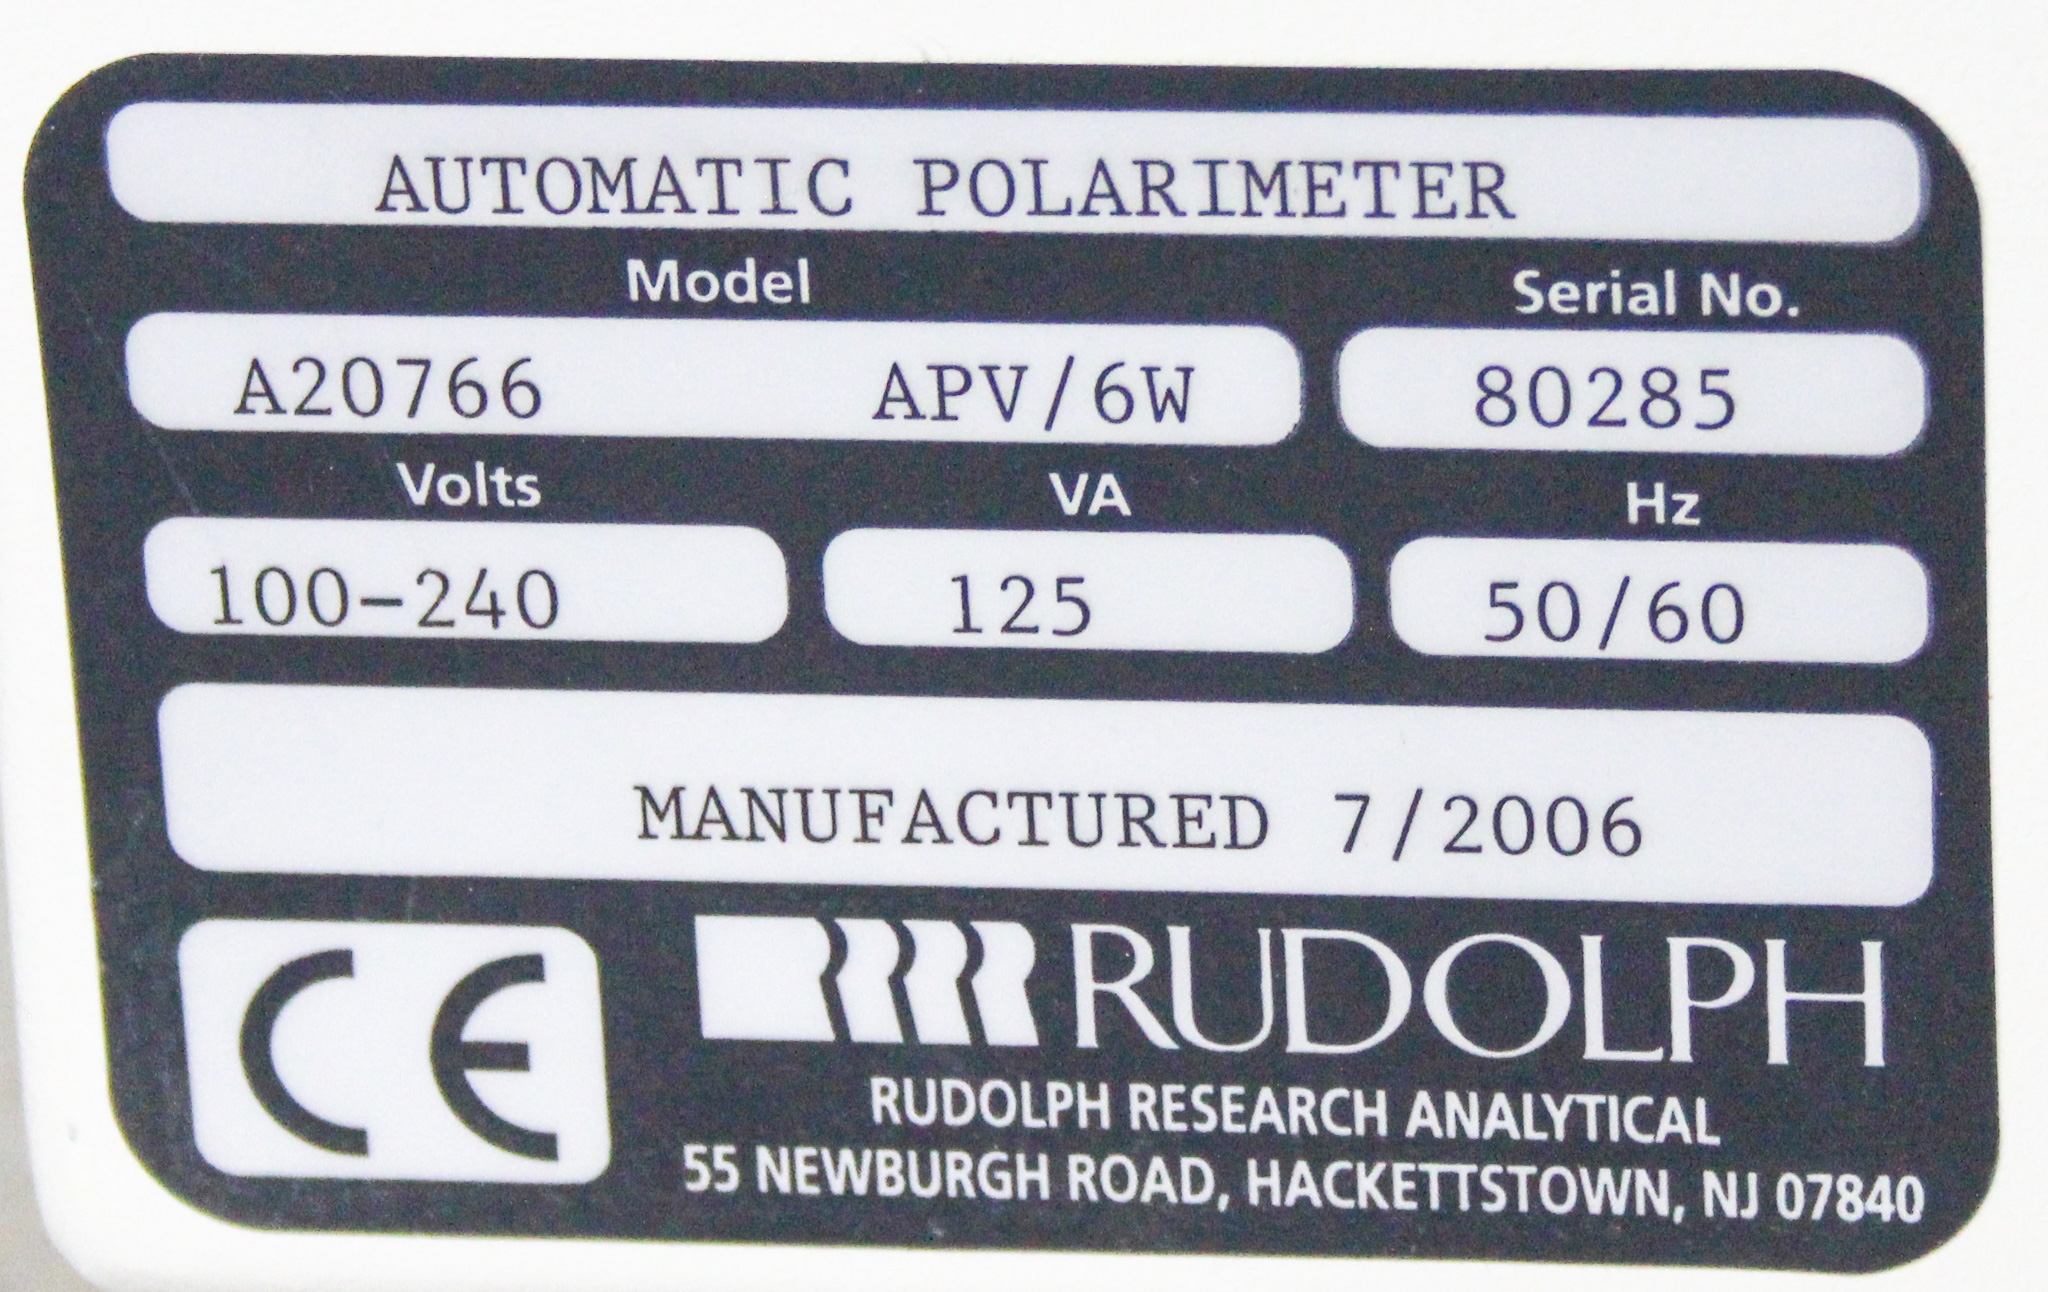 AUTOMATIC POLARIMETER
Model Serial No.
A20766 APV/6W 80285
Volts VA Hz
100-240 125 50/60
MANUFACTURED 7/2006
CE RUDOLPH
RUDOLPH RESEARCH ANALYTICAL
55 NEWBURGH ROAD, HACKETTSTOWN, NJ 07840